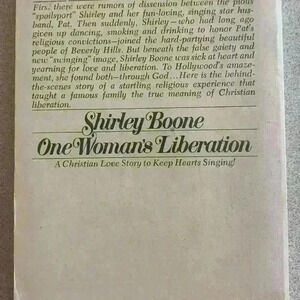 First, there were rumors of dissension between the pious
"spoilsport" Shirley and her fun-loving, singing star hus-
band, Pat. Then suddenly, Shirley—who had long ago
given up dancing, smoking and drinking to honor Pat's
religious convictions—joined the hard-partying beautiful
people of Beverly Hills. But beneath the false gaiety and
new "swinging" image, Shirley Boone was sick at heart and
yearning for love and liberation. To Hollywood's amaze-
ment, she found both—through God...Here is the behind-
the-scenes story of a startling religious experience that
taught a famous family the true meaning of Christian
liberation.
Shirley Boone
One Woman's Liberation
A Christian Love Story to Keep Hearts Singing!